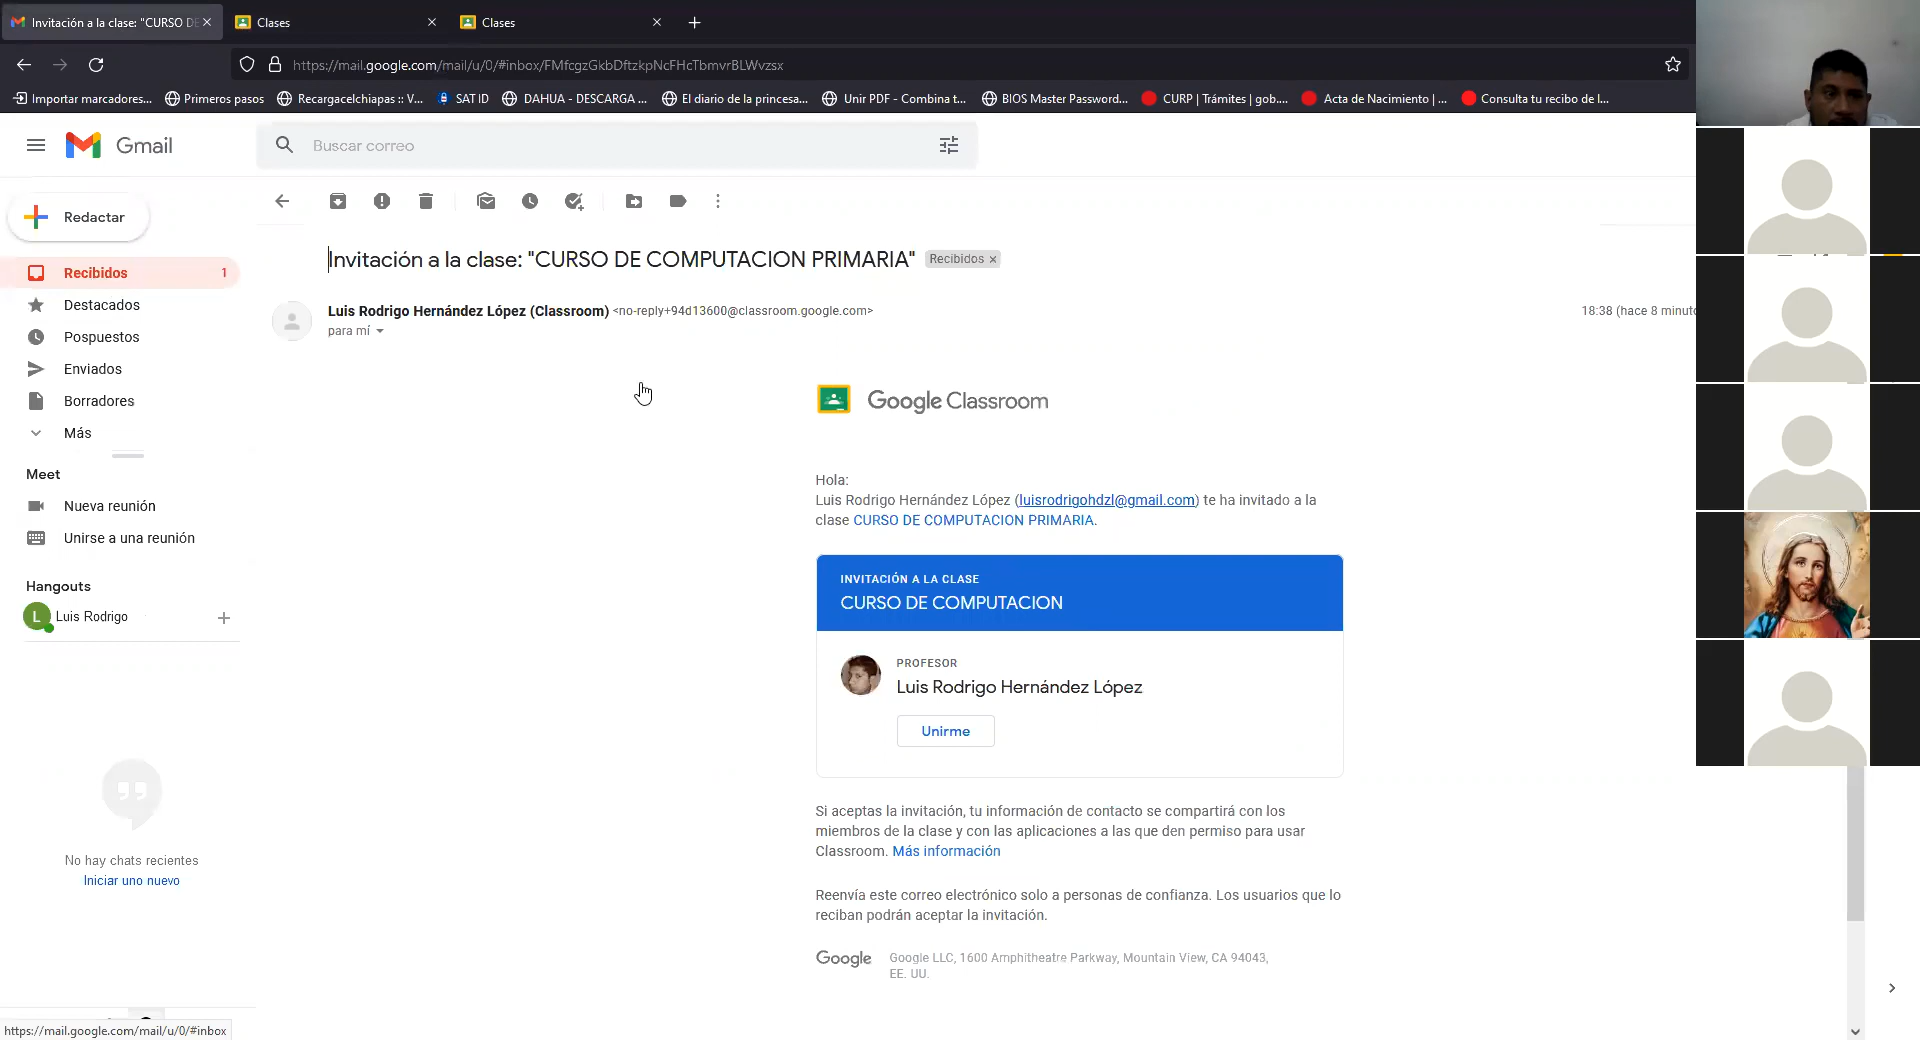 Invitación a la clase: "CURSO DE
Clases
Clases
https://mail.google.com/mail/u/0/#inbox/FMfcgzGkbDftzkpNcFHcTbmvrBLWvzsx
Importar marcadores...
Primeros pasos
Recargacelchiapas :: V...
SAT ID
DAHUA - DESCARGA ...
El diario de la princesa...
Unir PDF - Combina t...
BIOS Master Password...
CURP | Trámites | gob....
Acta de Nacimiento | ...
Consulta tu recibo de l...
Gmail
Buscar correo
Redactar
Recibidos 1
Destacados
Pospuestos
Enviados
Borradores
Más
Meet
Nueva reunión
Unirse a una reunión
Hangouts
L Luis Rodrigo
No hay chats recientes
Iniciar uno nuevo
https://mail.google.com/mail/u/0/#inbox
Invitación a la clase: "CURSO DE COMPUTACION PRIMARIA" Recibidos ×
Luis Rodrigo Hernández López (Classroom) <no-reply+94d13600@classroom.google.com>
18:38 (hace 8 minuto
para mí
Google Classroom
Hola:
Luis Rodrigo Hernández López (luisrodrigohdzl@gmail.com) te ha invitado a la
clase CURSO DE COMPUTACION PRIMARIA.
INVITACIÓN A LA CLASE
CURSO DE COMPUTACION
PROFESOR
Luis Rodrigo Hernández López
Unirme
Si aceptas la invitación, tu información de contacto se compartirá con los
miembros de la clase y con las aplicaciones a las que den permiso para usar
Classroom. Más información
Reenvía este correo electrónico solo a personas de confianza. Los usuarios que lo
reciban podrán aceptar la invitación.
Google
Google LLC, 1600 Amphitheatre Parkway, Mountain View, CA 94043,
EE. UU.